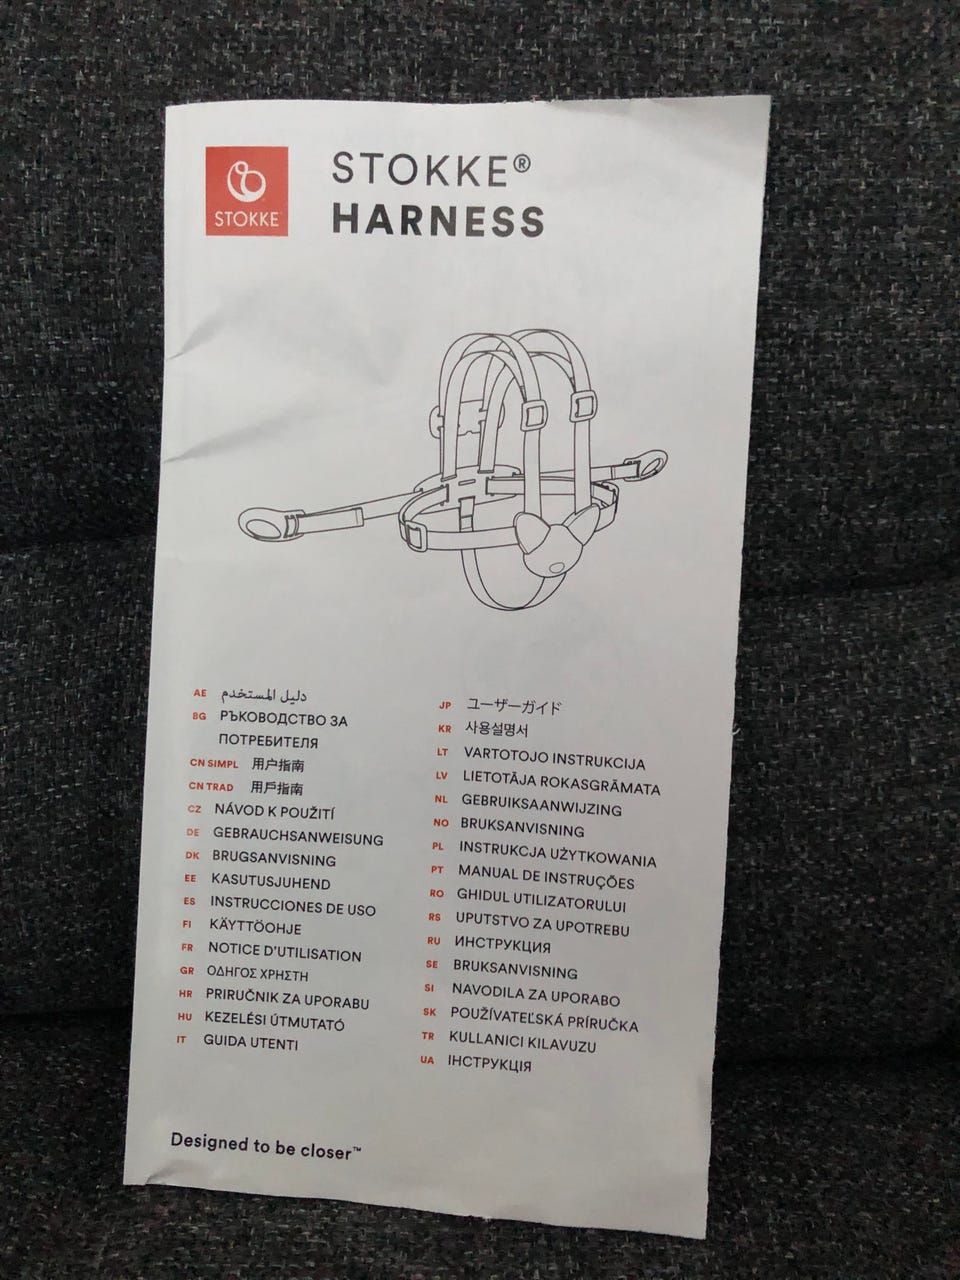 STOKKE
STOKKE®
HARNESS
AE دليل المستخدم
BG РЪКОВОДСТВО ЗА
ПОТРЕБИТЕЛЯ
CN SIMPL 用户指南
CN TRAD 用戶指南
CZ NÁVOD K POUŽITÍ
DE GEBRAUCHSANWEISUNG
DK BRUGSANVISNING
EE KASUTUSJUHEND
ES INSTRUCCIONES DE USO
FI KÄYTTÖOHJE
FR NOTICE D'UTILISATION
GR ΟΔΗΓΟΣ ΧΡΗΣΤΗ
HR PRIRUČNIK ZA UPORABU
HU KEZELÉSI ÚTMUTATÓ
IT GUIDA UTENTI
JP ユーザーガイド
KR 사용설명서
LT VARTOTOJO INSTRUKCIJA
LV LIETOTĀJA ROKASGRĀMATA
NL GEBRUIKSAANWIJZING
NO BRUKSANVISNING
PL INSTRUKCJA UŻYTKOWANIA
PT MANUAL DE INSTRUÇÕES
RO GHIDUL UTILIZATORULUI
RS UPUTSTVO ZA UPOTREBU
RU ИНСТРУКЦИЯ
SE BRUKSANVISNING
SI NAVODILA ZA UPORABO
SK POUŽÍVATEĽSKÁ PRÍRUČKA
TR KULLANICI KILAVUZU
UA ІНСТРУКЦІЯ
Designed to be closer™